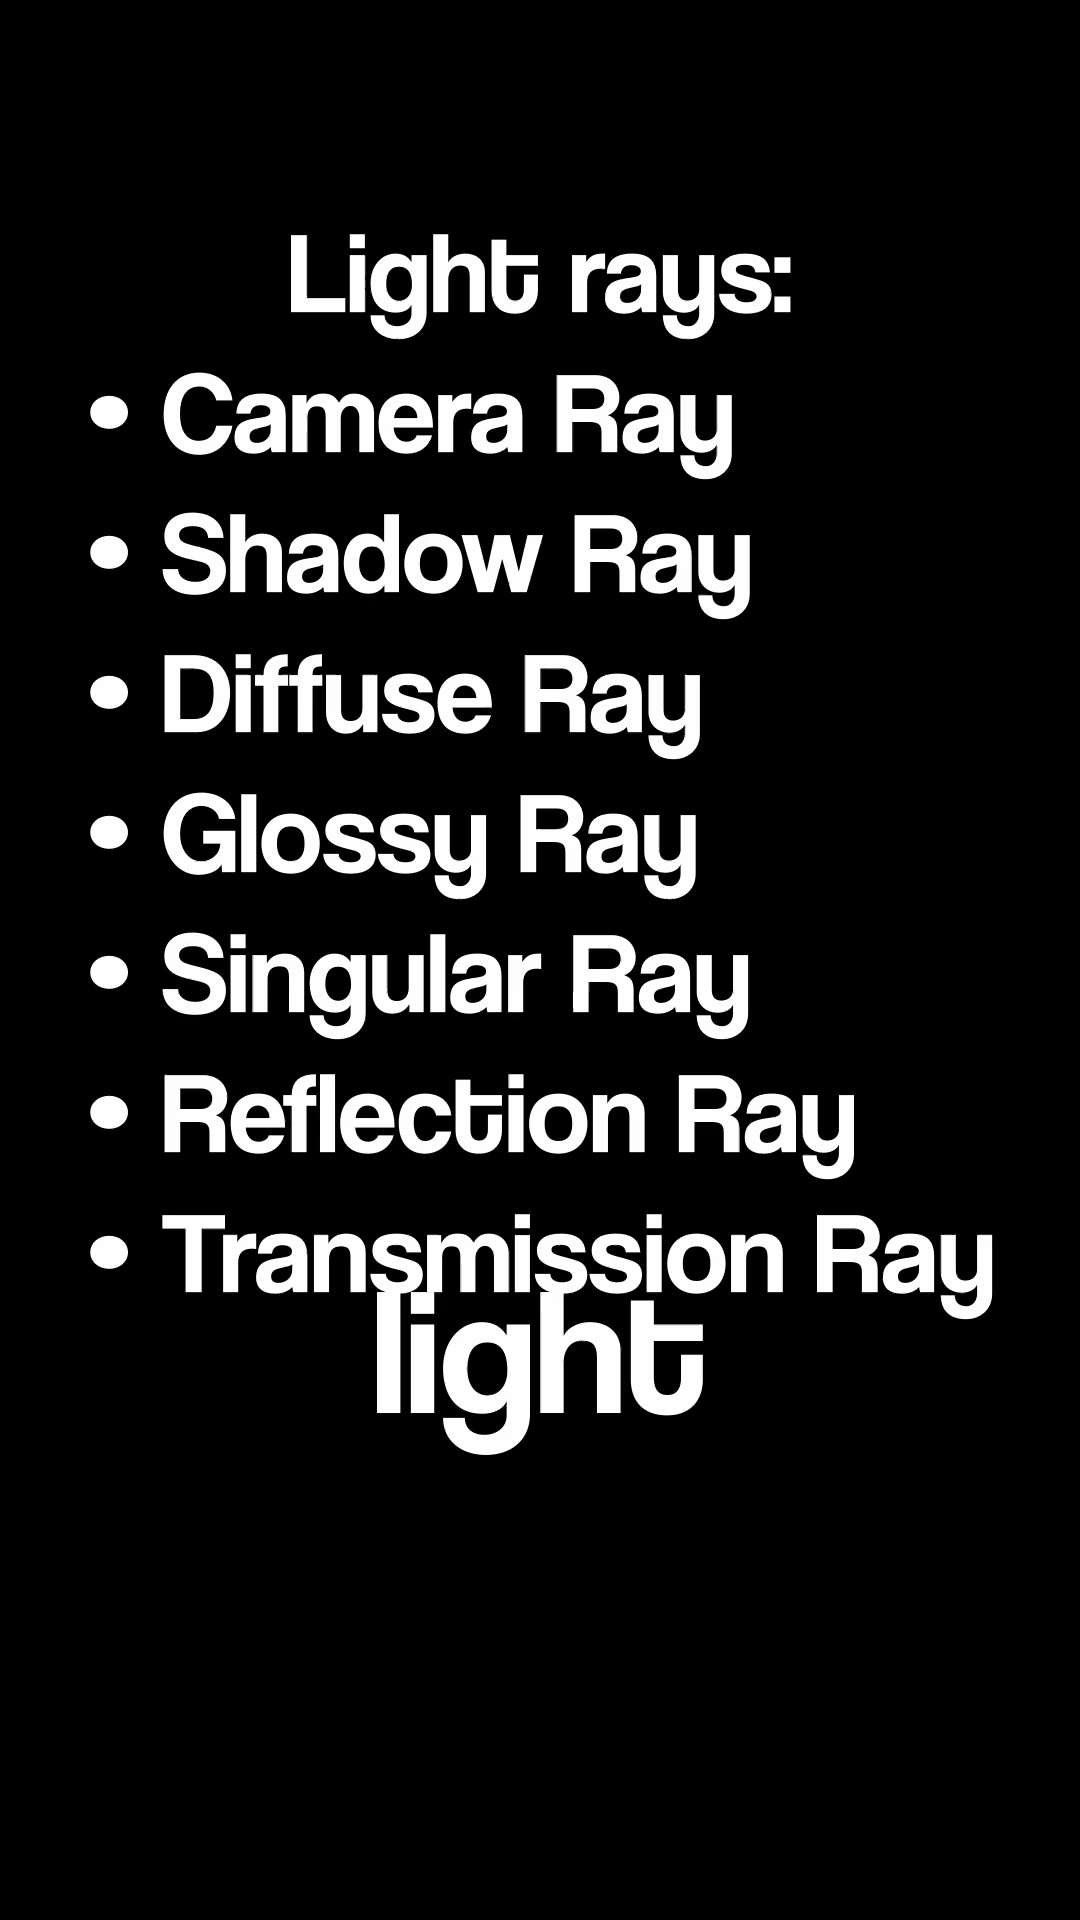 Light rays:
• Camera Ray
• Shadow Ray
• Diffuse Ray
• Glossy Ray
• Singular Ray
• Reflection Ray
• Transmission Ray
light